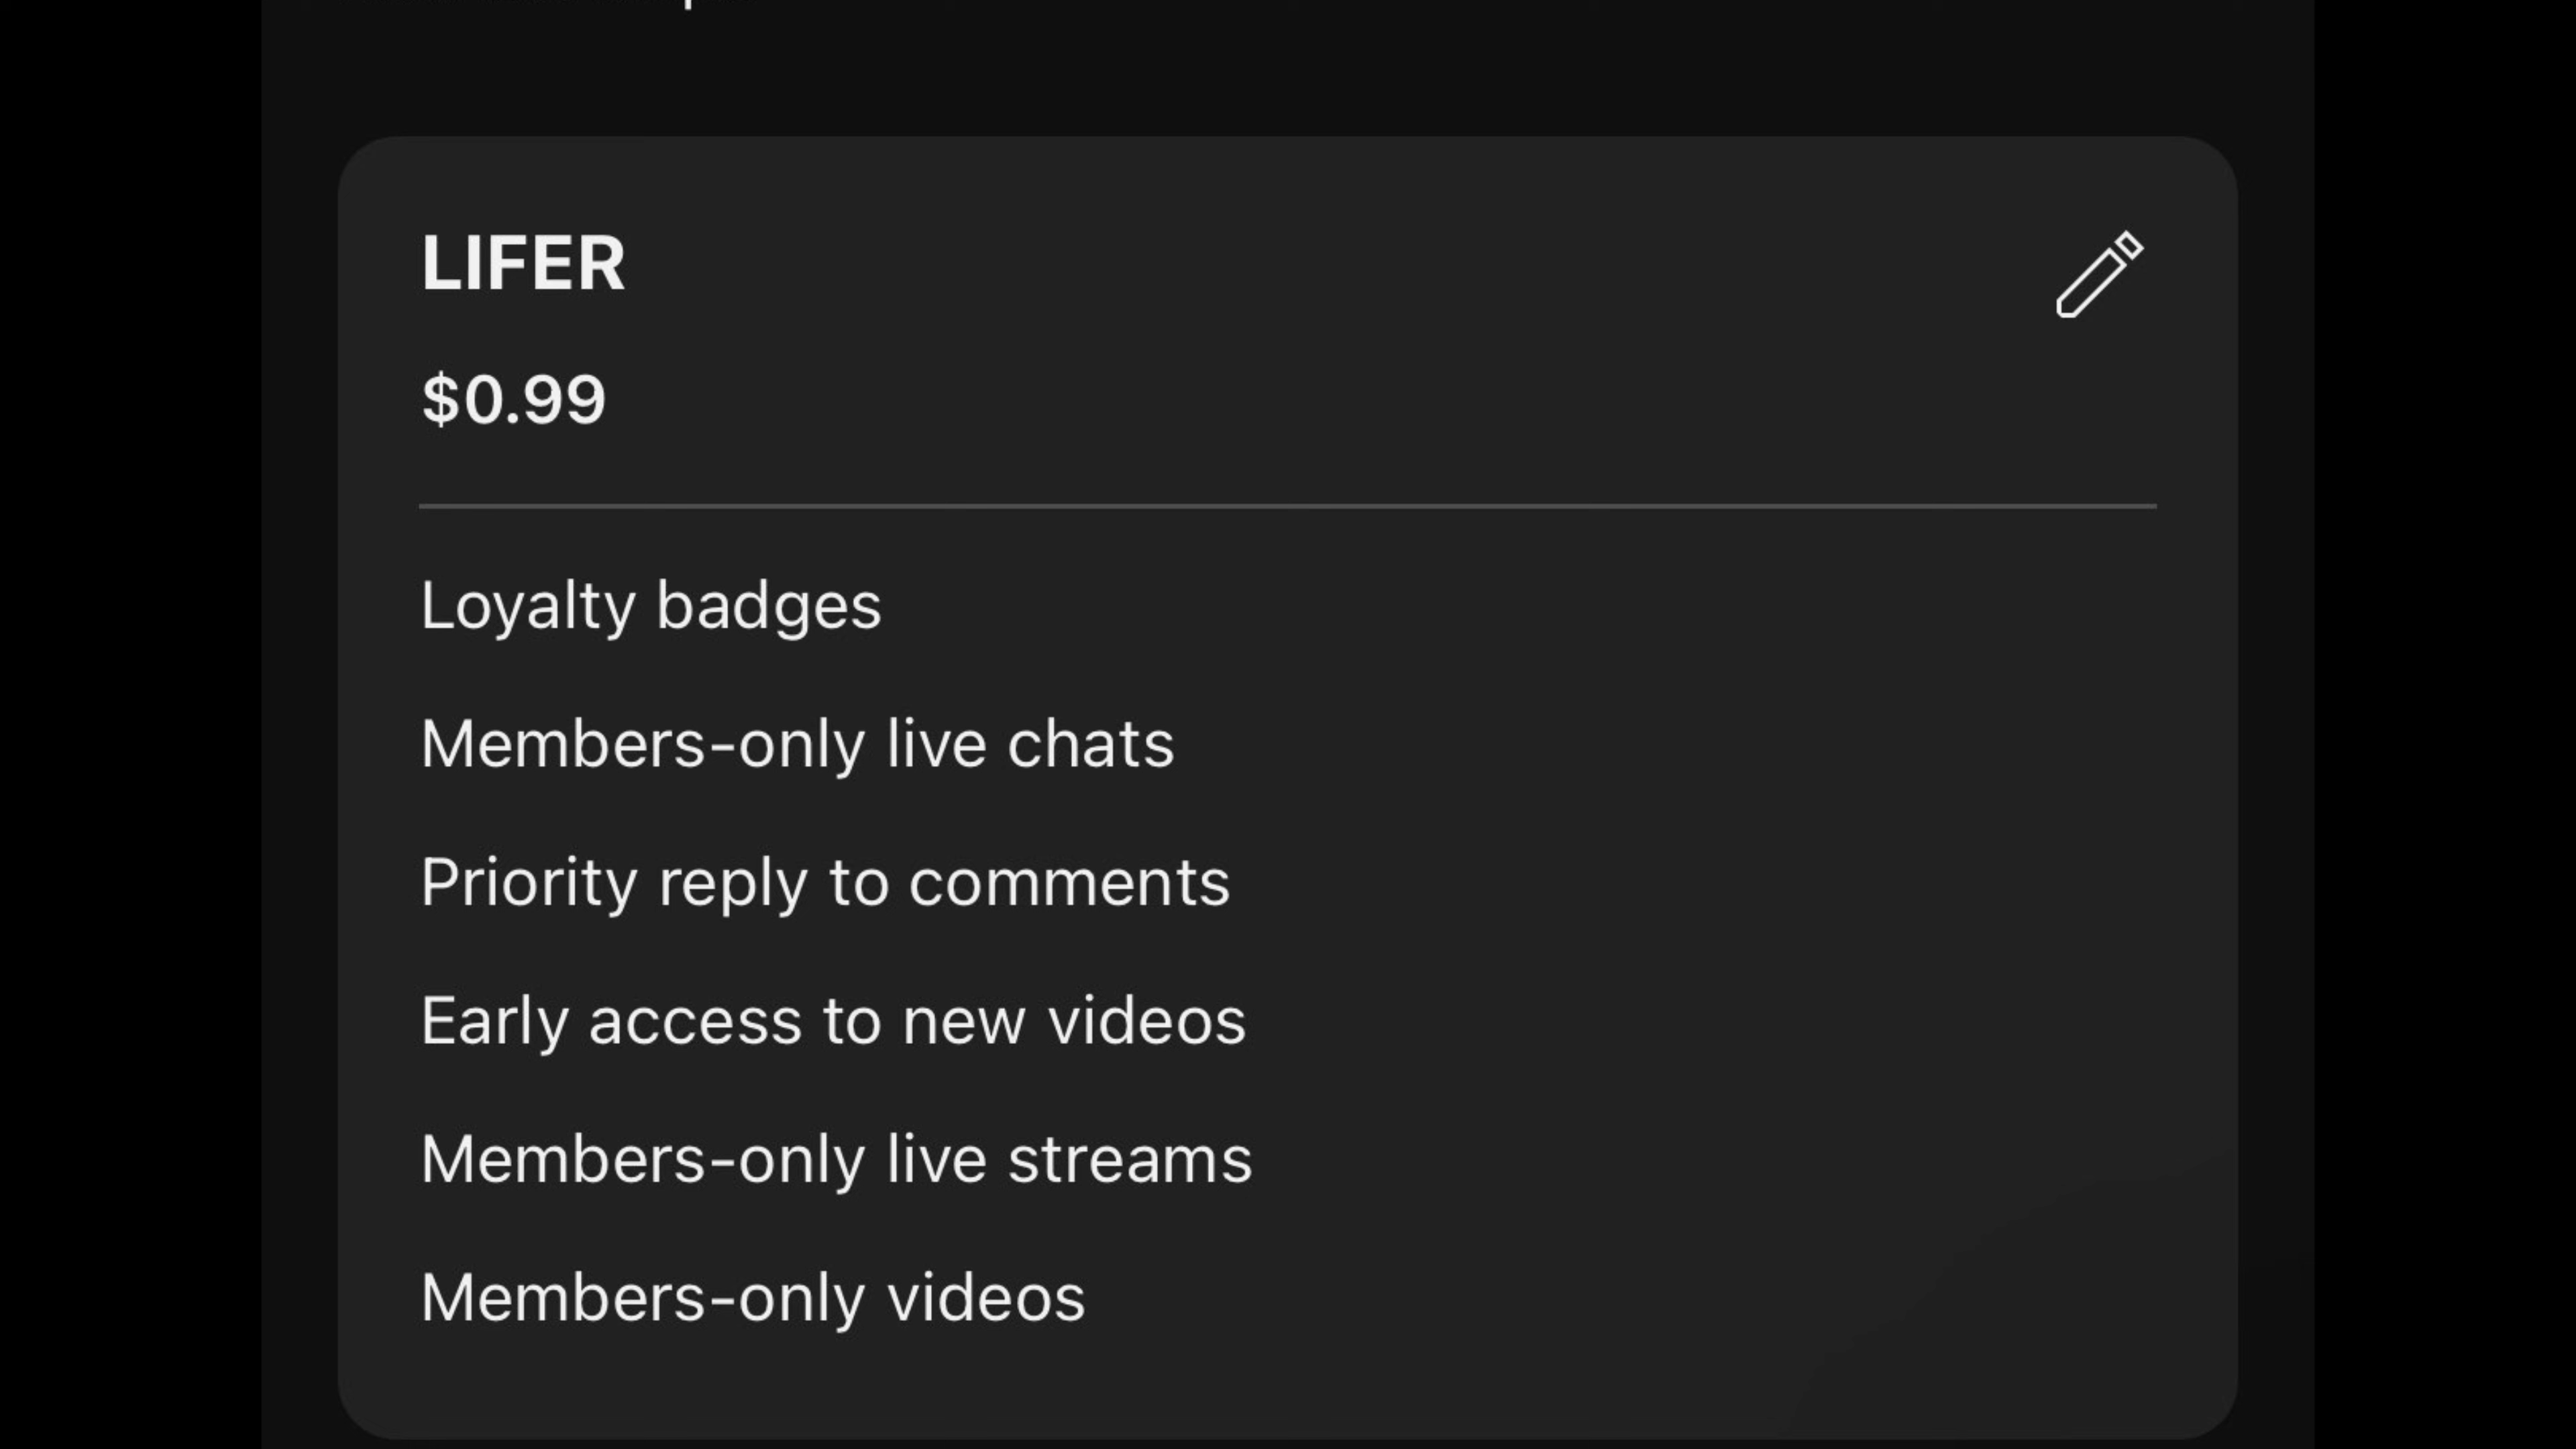 LIFER
$0.99
Loyalty badges
Members-only live chats
Priority reply to comments
Early access to new videos
Members-only live streams
Members-only videos